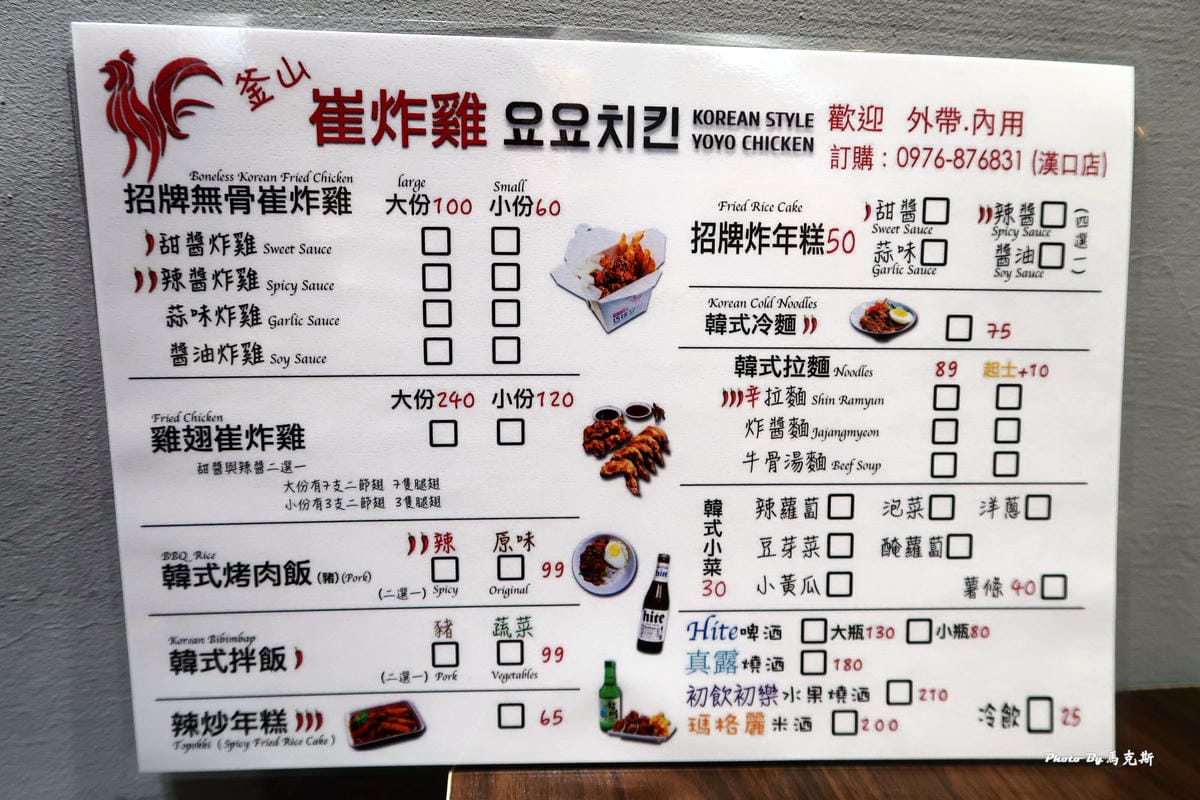 釜山
崔炸雞 요요치킨 KOREAN STYLE YOYO CHICKEN
歡迎 外帶.內用
訂購：0976-876831 (漢口店)
Boneless Korean Fried Chicken large Small
招牌無骨崔炸雞 大份100 小份60
甜醬炸雞 Sweet Sauce
辣醬炸雞 Spicy Sauce
蒜味炸雞 Garlic Sauce
醬油炸雞 Soy Sauce
大份240 小份120
Fried Chicken
雞翅崔炸雞
甜醬與辣醬二選一
大份有7支二節翅 7隻腿翅
小份有3支二節翅 3隻腿翅
辣 原味
BBQ Rice
韓式烤肉飯 (豬)(Pork) 99
(二選一) Spicy Original
豬 蔬菜
Korean Bibimbap
韓式拌飯 99
(二選一) Pork Vegetables
辣炒年糕 65
Topokki ( Spicy Fried Rice Cake )
Fried Rice Cake
招牌炸年糕50
甜醬 辣醬 (四選一)
Sweet Sauce Spicy Sauce
蒜味 醬油
Garlic Sauce Soy Sauce
Korean Cold Noodles
韓式冷麵 75
韓式拉麵 Noodles 89 起士+10
辛拉麵 Shin Ramyun
炸醬麵 Jajangmyeon
牛骨湯麵 Beef Soup
韓式小菜 30
辣蘿蔔 泡菜 洋蔥
豆芽菜 醃蘿蔔
小黃瓜 薯條 40
Hite啤酒 大瓶130 小瓶80
真露燒酒 180
初飲初樂水果燒酒 210
瑪格麗米酒 200
冷飲 25
hite
Photo By 馬克斯